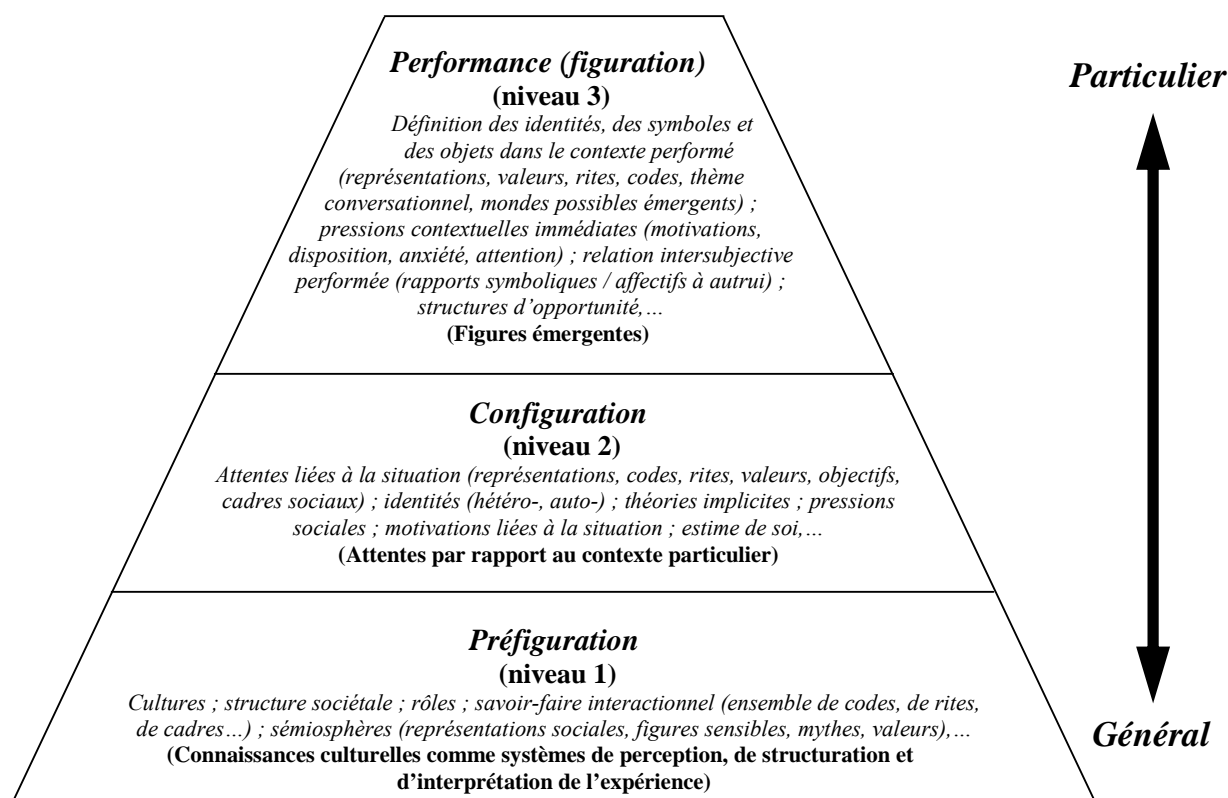 Performance (figuration)
(niveau 3)
Définition des identités, des symboles et
des objets dans le contexte performé
(représentations, valeurs, rites, codes, thème
conversationnel, mondes possibles émergents) ;
pressions contextuelles immédiates (motivations,
disposition, anxiété, attention) ; relation intersubjective
performée (rapports symboliques / affectifs à autrui) ;
structures d’opportunité,…
(Figures émergentes)
Configuration
(niveau 2)
Attentes liées à la situation (représentations, codes, rites, valeurs, objectifs,
cadres sociaux) ; identités (hétéro-, auto-) ; théories implicites ; pressions
sociales ; motivations liées à la situation ; estime de soi,…
(Attentes par rapport au contexte particulier)
Préfiguration
(niveau 1)
Cultures ; structure sociétale ; rôles ; savoir-faire interactionnel (ensemble de codes, de rites,
de cadres…) ; sémiosphères (représentations sociales, figures sensibles, mythes, valeurs),…
(Connaissances culturelles comme systèmes de perception, de structuration et
d’interprétation de l’expérience)
Particulier
Général